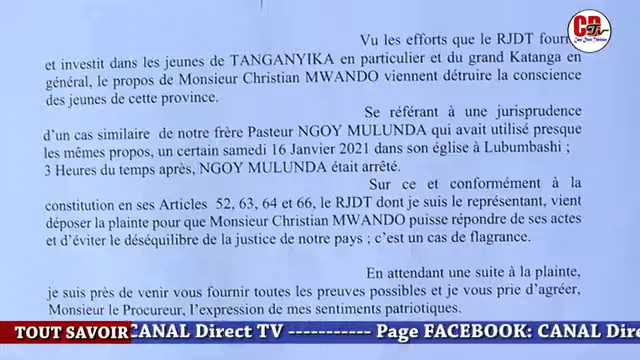 CD
TV
Vu les efforts que le RJDT fournit
et investit dans les jeunes de TANGANYIKA en particulier et du grand Katanga en
général, le propos de Monsieur Christian MWANDO viennent détruire la conscience
des jeunes de cette province.
Se référant à une jurisprudence
d'un cas similaire de notre frère Pasteur NGOY MULUNDA qui avait utilisé presque
les mêmes propos, un certain samedi 16 Janvier 2021 dans son église à Lubumbashi ;
3 Heures du temps après, NGOY MULUNDA était arrêté.
Sur ce et conformément à la
constitution en ses Articles 52, 63, 64 et 66, le RJDT dont je suis le représentant, vient
déposer la plainte pour que Monsieur Christian MWANDO puisse répondre de ses actes
et d'éviter le déséquilibre de la justice de notre pays ; c'est un cas de flagrance.
En attendant une suite à la plainte,
je suis près de venir vous fournir toutes les preuves possibles et je vous prie d'agréer,
Monsieur le Procureur, l'expression de mes sentiments patriotiques.
TOUT SAVOIR CANAL Direct TV ----------- Page FACEBOOK: CANAL Dire